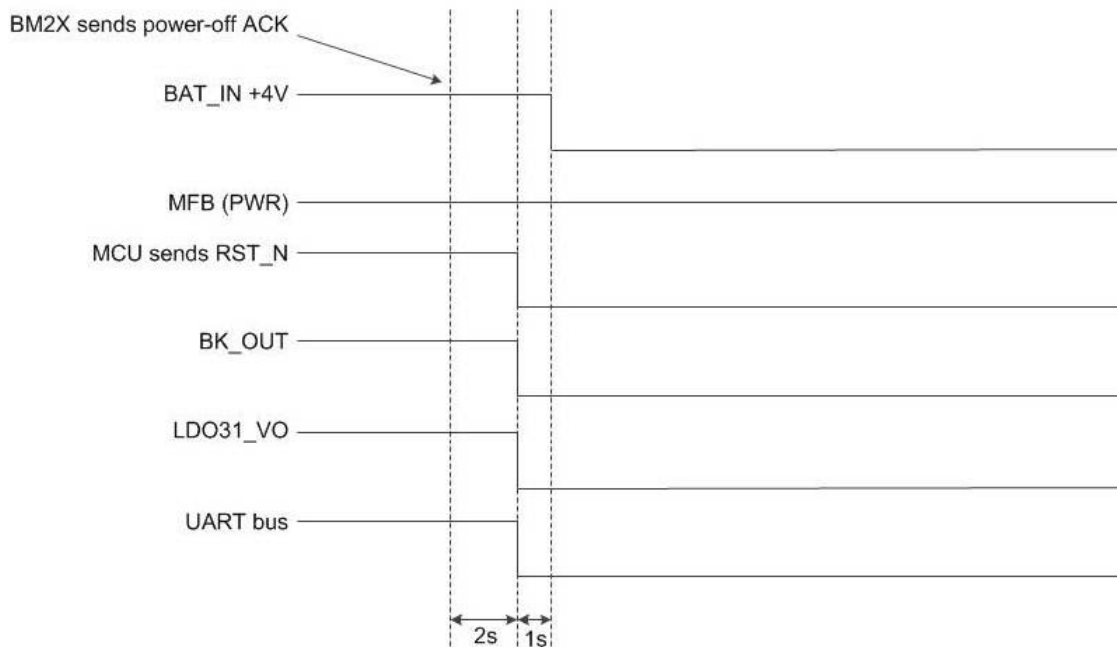 BM2X sends power-off ACK
BAT_IN +4V
MFB (PWR)
MCU sends RST_N
BK_OUT
LDO31_VO
UART bus
2s
1s